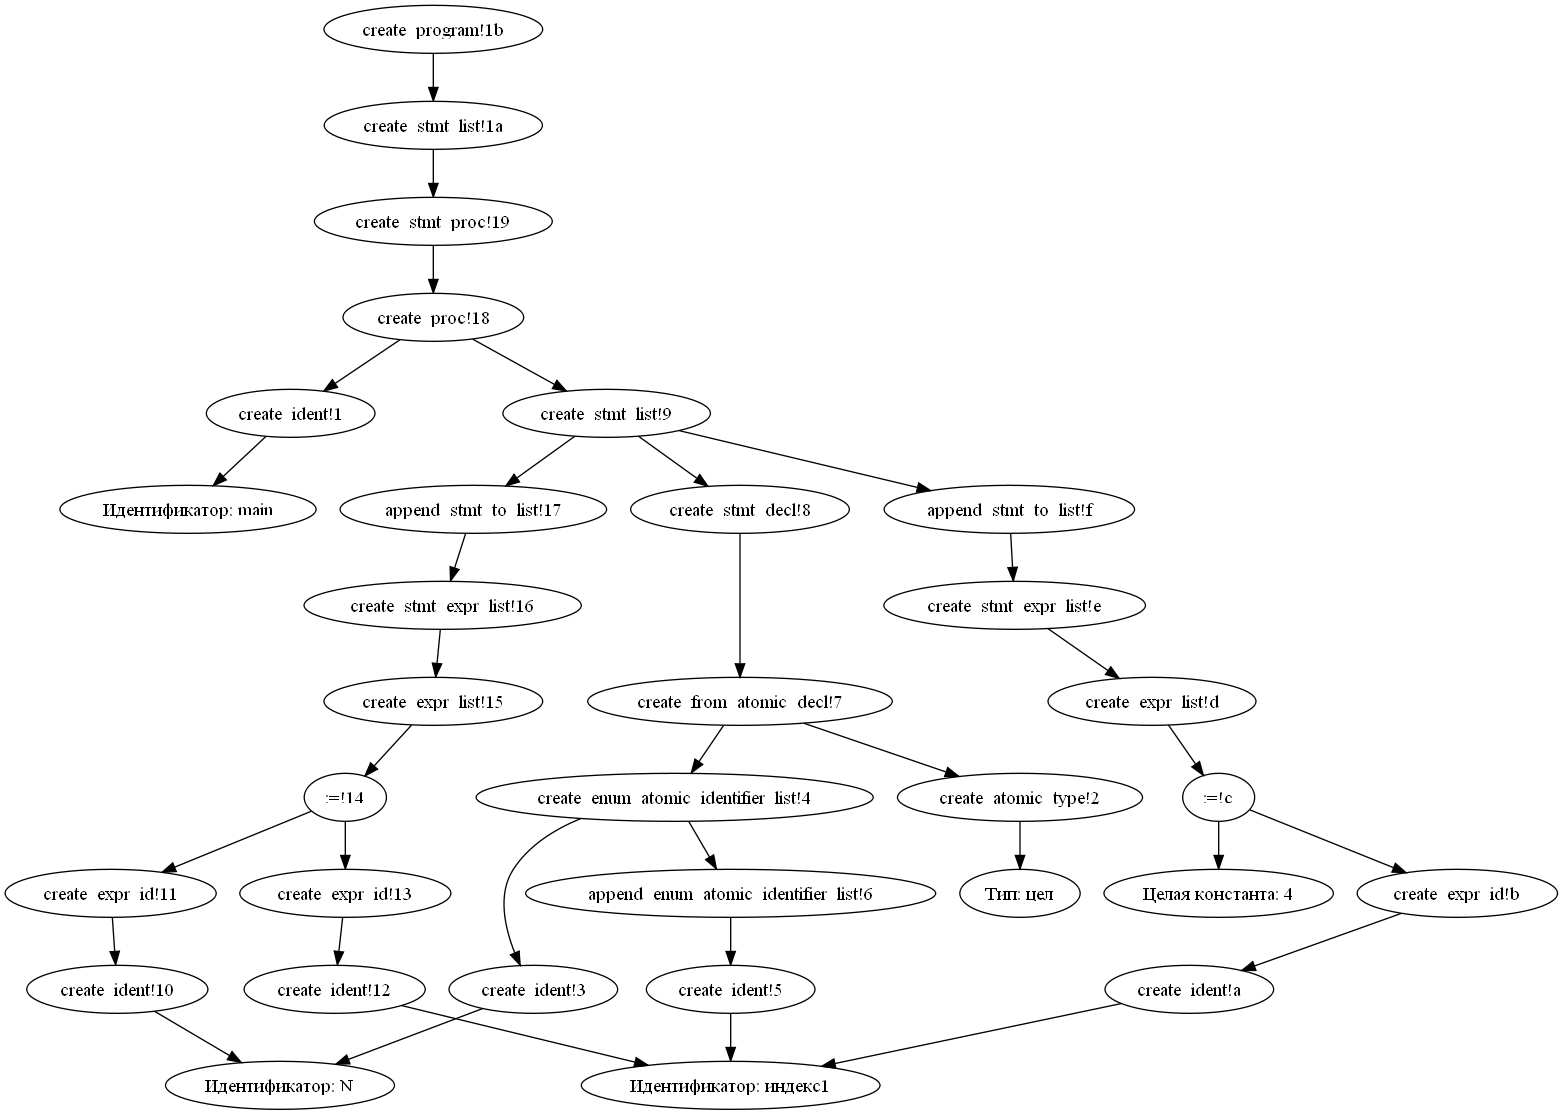 create program!1b
create stmt list!1a
create stmt proc!19
create proc!18
create ident!1
create stmt list!9
Идентификатор: main
append stmt to list!17
create stmt decl!8
append stmt to list!f
create stmt expr list!16
create stmt expr list!e
create expr list!15
create from atomic decl!7
create expr list!d
:=!14
create enum atomic identifier list!4
create atomic type!2
:=!c
create expr id!11
create expr id!13
append enum atomic identifier list!6
Тип: цел
Целая константа: 4
create expr id!b
create ident!10
create ident!12
create ident!3
create ident!5
create ident!a
Идентификатор: N
Идентификатор: индекс1